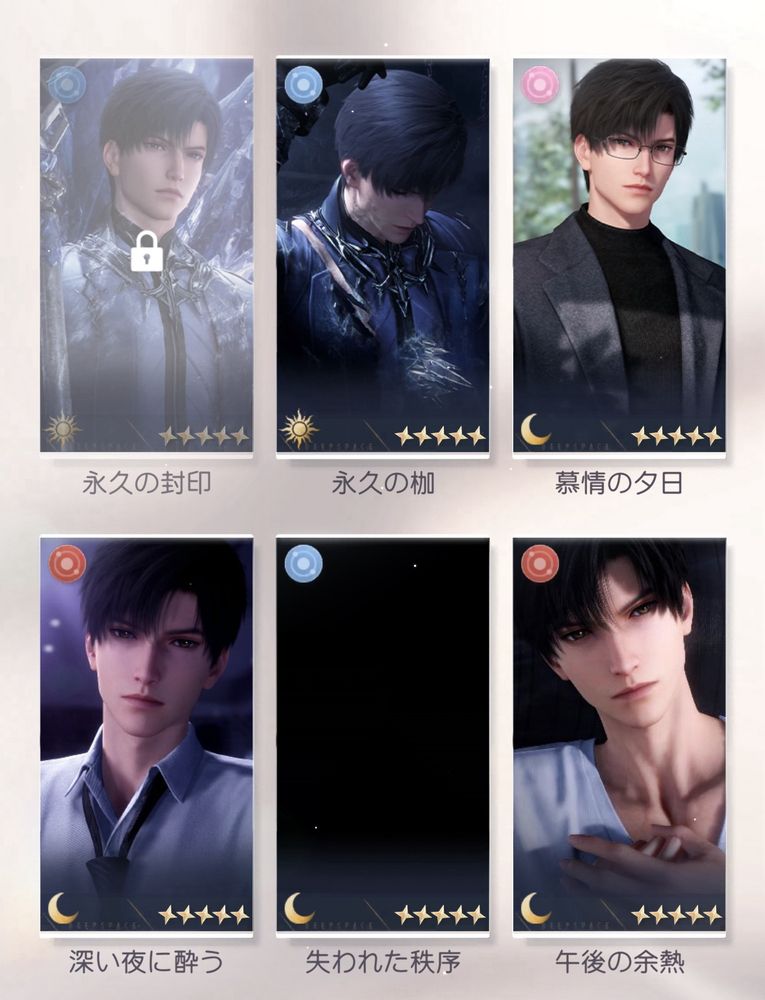 永久の封印
永久の枷
慕情の夕日
深い夜に酔う
失われた秩序
午後の余熱